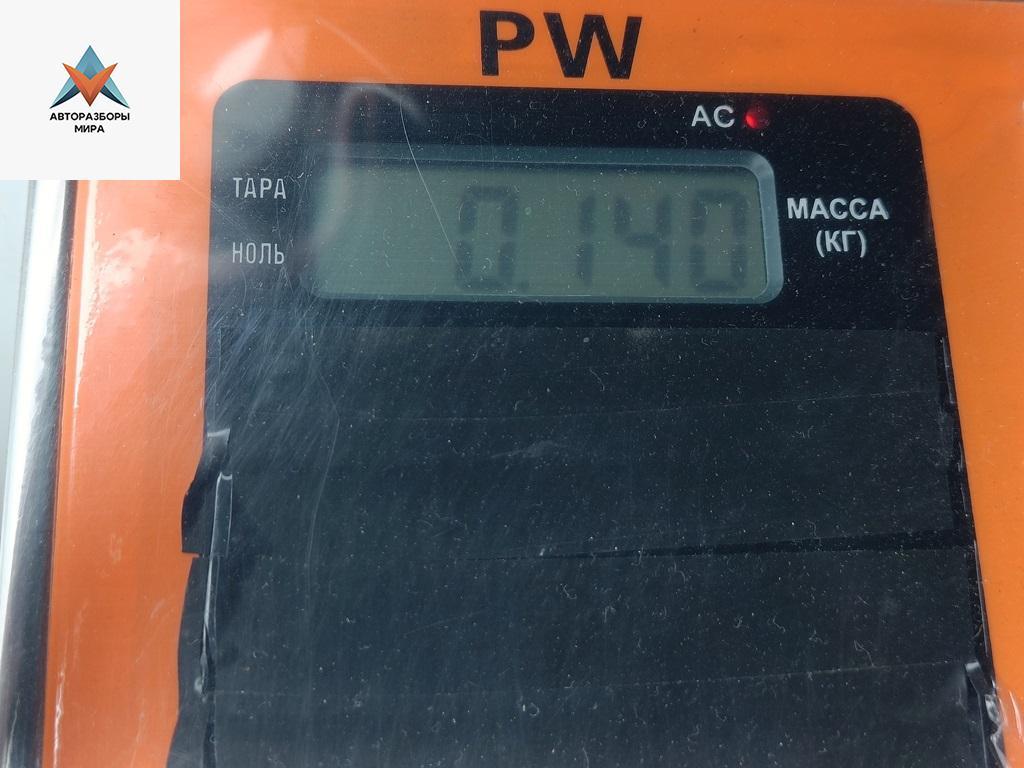 PW
АВТОРАЗБОРЫ
МИРА
AC
ТАРА
НОЛЬ
0.140
МАССА
(КГ)